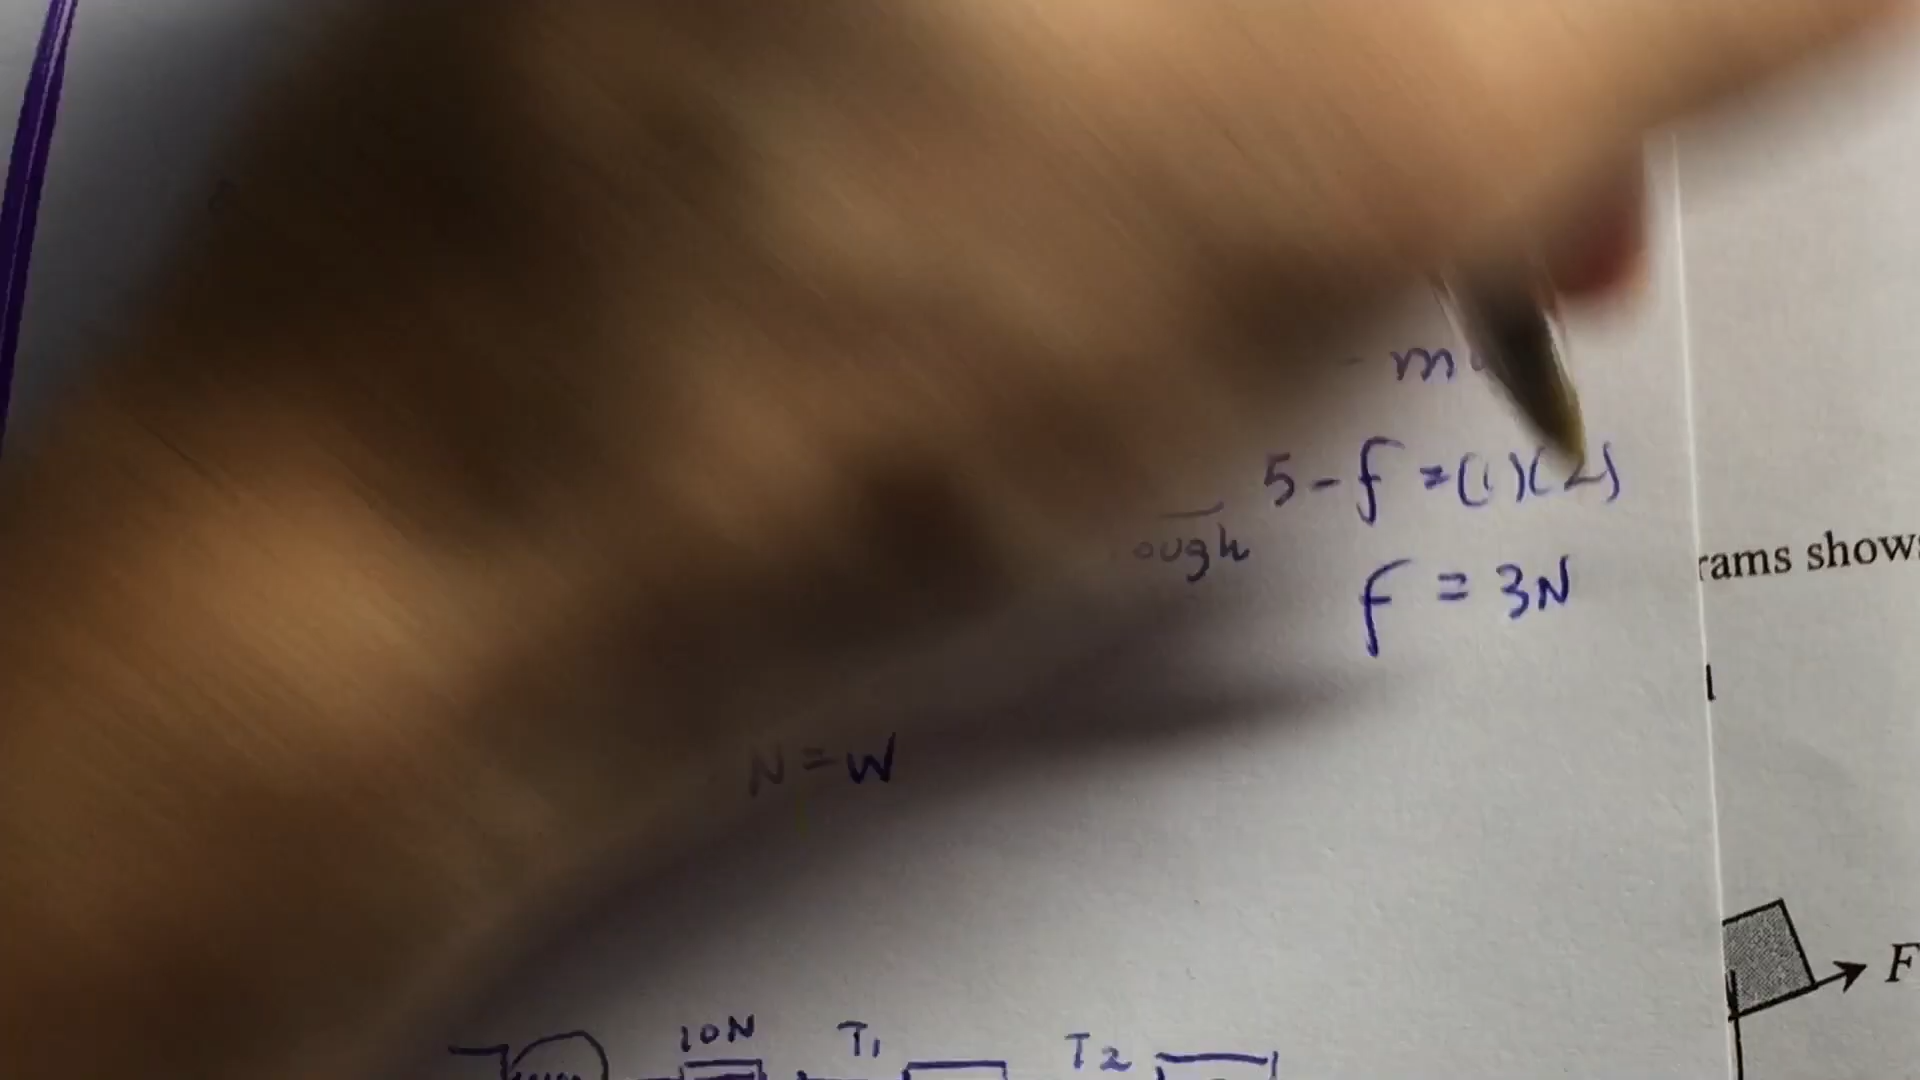 5 - f = (1)(2)
ough
f = 3N
rams show
N = W
F
10N T₁ T₂